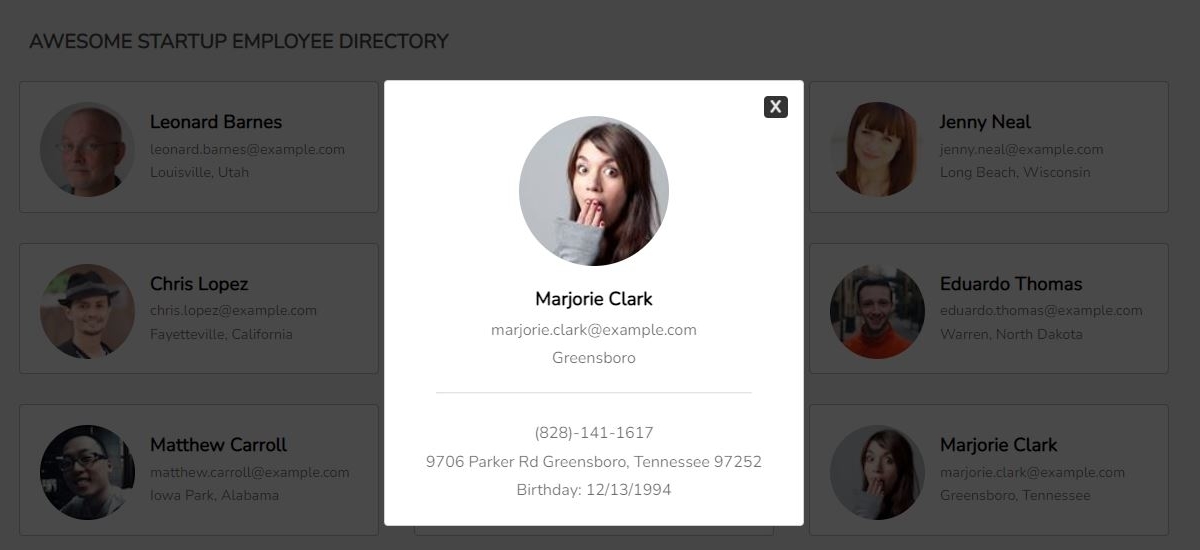 AWESOME STARTUP EMPLOYEE DIRECTORY
Leonard Barnes
leonard.barnes@example.com
Louisville, Utah
X
Marjorie Clark
marjorie.clark@example.com
Greensboro
(828)-141-1617
9706 Parker Rd Greensboro, Tennessee 97252
Birthday: 12/13/1994
Jenny Neal
jenny.neal@example.com
Long Beach, Wisconsin
Chris Lopez
chris.lopez@example.com
Fayetteville, California
Eduardo Thomas
eduardo.thomas@example.com
Warren, North Dakota
Matthew Carroll
matthew.carroll@example.com
Iowa Park, Alabama
Marjorie Clark
marjorie.clark@example.com
Greensboro, Tennessee